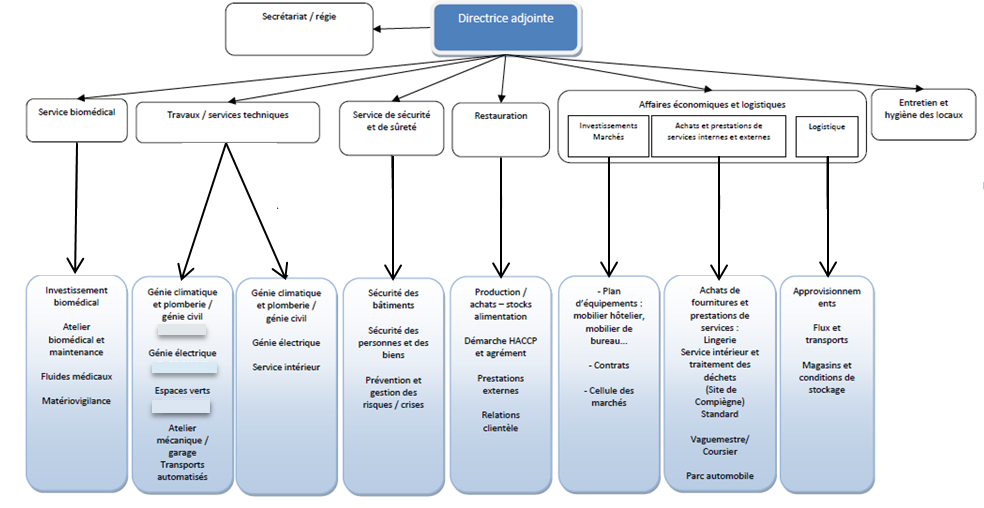 Secrétariat / régie
Directrice adjointe
Service biomédical
Travaux / services techniques
Service de sécurité
et de sûreté
Restauration
Affaires économiques et logistiques
Investissements
Marchés
Achats et prestations de
services internes et externes
Logistique
Entretien et
hygiène des locaux
Investissement
biomédical
Atelier
biomédical et
maintenance
Fluides médicaux
Matériovigilance
Génie climatique
et plomberie /
génie civil
Génie électrique
Espaces verts
Atelier
mécanique /
garage
Transports
automatisés
Génie climatique
et plomberie /
génie civil
Génie électrique
Service intérieur
Sécurité des
bâtiments
Sécurité des
personnes et des
biens
Prévention et
gestion des
risques / crises
Production /
achats – stocks
alimentation
Démarche HACCP
et agrément
Prestations
externes
Relations
clientèle
- Plan
d'équipements :
mobilier hôtelier,
mobilier de
bureau...
- Contrats
- Cellule des
marchés
Achats de
fournitures et
prestations de
services :
Lingerie
Service intérieur et
traitement des
déchets
(Site de
Compiègne)
Standard
Vaguemestre/
Coursier
Parc automobile
Approvisionnem
ents
Flux et
transports
Magasins et
conditions de
stockage